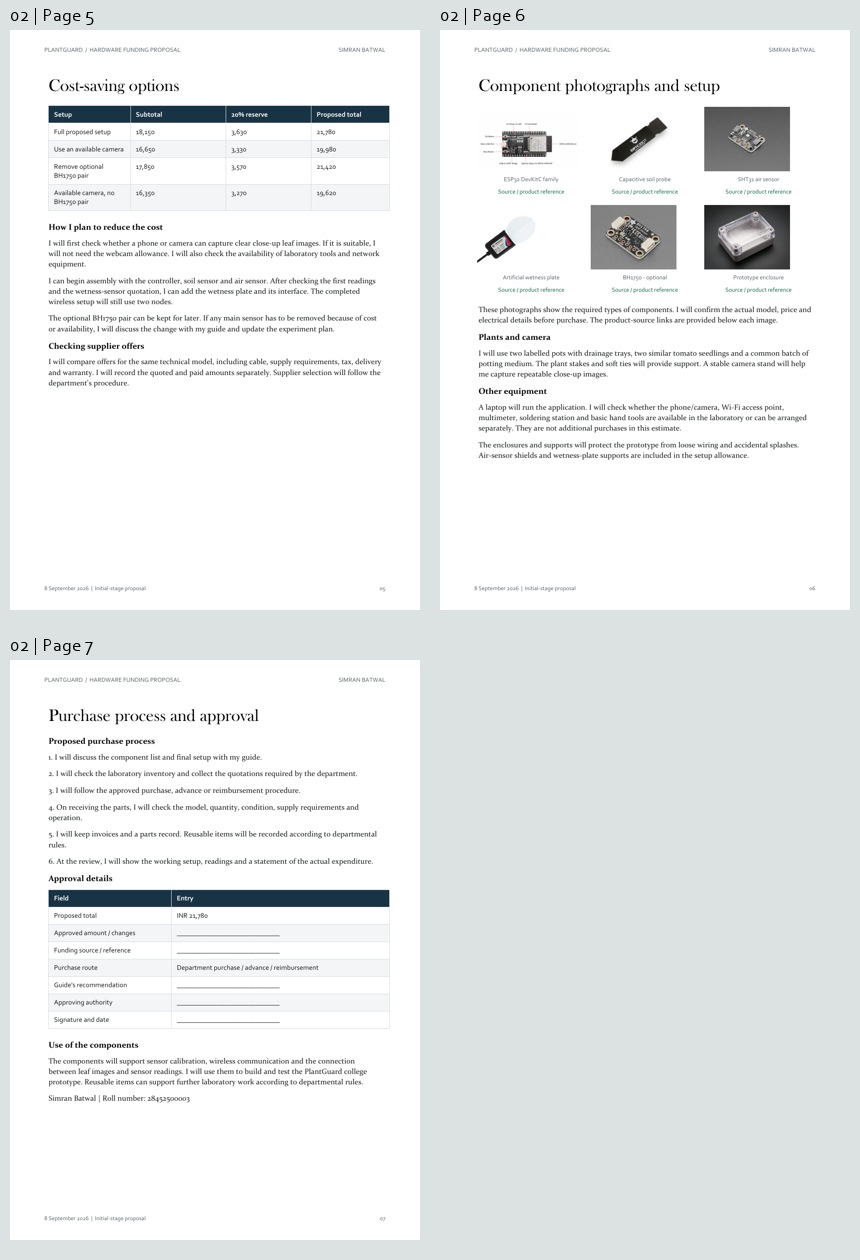 02 | Page 5
PLANTGUARD / HARDWARE FUNDING PROPOSAL SIMRAN BATWAL
Cost-saving options
Setup Subtotal 20% reserve Proposed total
Full proposed setup 18,150 3,630 21,780
Use an available camera 16,650 3,330 19,980
Remove optional
BH1750 pair 17,850 3,570 21,420
Available camera, no
BH1750 pair 16,350 3,270 19,620
How I plan to reduce the cost
I will first check whether a phone or camera can capture clear close-up leaf images. If it is suitable, I
will not need the webcam allowance. I will also check the availability of laboratory tools and network
equipment.
I can begin assembly with the controller, soil sensor and air sensor. After checking the first readings
and the wetness-sensor quotation, I can add the wetness plate and its interface. The completed
wireless setup will still use two nodes.
The optional BH1750 pair can be kept for later. If any main sensor has to be removed because of cost
or availability, I will discuss the change with my guide and update the experiment plan.
Checking supplier offers
I will compare offers for the same technical model, including cable, supply requirements, tax, delivery
and warranty. I will record the quoted and paid amounts separately. Supplier selection will follow the
department's procedure.
8 September 2026 | Initial-stage proposal 05
02 | Page 6
PLANTGUARD / HARDWARE FUNDING PROPOSAL SIMRAN BATWAL
Component photographs and setup
ESP32 DevKitC family Capacitive soil probe SHT31 air sensor
Source / product reference Source / product reference Source / product reference
Artificial wetness plate BH1750 - optional Prototype enclosure
Source / product reference Source / product reference Source / product reference
These photographs show the required types of components. I will confirm the actual model, price and
electrical details before purchase. The product-source links are provided below each image.
Plants and camera
I will use two labelled pots with drainage trays, two similar tomato seedlings and a common batch of
potting medium. The plant stakes and soft ties will provide support. A stable camera stand will help
me capture repeatable close-up images.
Other equipment
A laptop will run the application. I will check whether the phone/camera, Wi-Fi access point,
multimeter, soldering station and basic hand tools are available in the laboratory or can be arranged
separately. They are not additional purchases in this estimate.
The enclosures and supports will protect the prototype from loose wiring and accidental splashes.
Air-sensor shields and wetness-plate supports are included in the setup allowance.
8 September 2026 | Initial-stage proposal 06
02 | Page 7
PLANTGUARD / HARDWARE FUNDING PROPOSAL SIMRAN BATWAL
Purchase process and approval
Proposed purchase process
1. I will discuss the component list and final setup with my guide.
2. I will check the laboratory inventory and collect the quotations required by the department.
3. I will follow the approved purchase, advance or reimbursement procedure.
4. On receiving the parts, I will check the model, quantity, condition, supply requirements and
operation.
5. I will keep invoices and a parts record. Reusable items will be recorded according to departmental
rules.
6. At the review, I will show the working setup, readings and a statement of the actual expenditure.
Approval details
Field Entry
Proposed total INR 21,780
Approved amount / changes
Funding source / reference
Purchase route Department purchase / advance / reimbursement
Guide's recommendation
Approving authority
Signature and date
Use of the components
The components will support sensor calibration, wireless communication and the connection
between leaf images and sensor readings. I will use them to build and test the PlantGuard college
prototype. Reusable items can support further laboratory work according to departmental rules.
Simran Batwal | Roll number: 28452500003
8 September 2026 | Initial-stage proposal 07